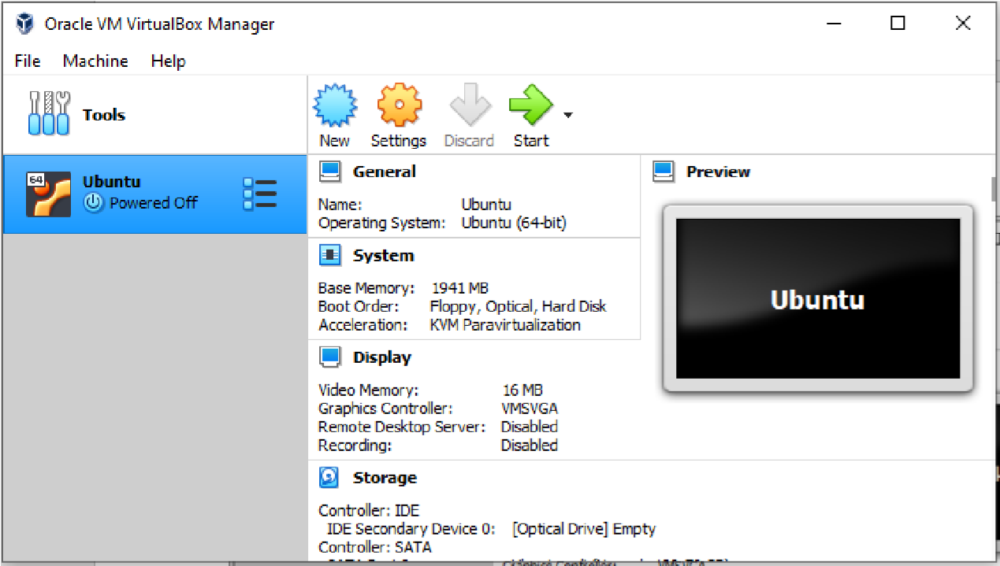 Oracle VM VirtualBox Manager
File Machine Help
Tools
New Settings Discard Start
64
Ubuntu
Powered Off
General
Name: Ubuntu
Operating System: Ubuntu (64-bit)
System
Base Memory: 1941 MB
Boot Order: Floppy, Optical, Hard Disk
Acceleration: KVM Paravirtualization
Display
Video Memory: 16 MB
Graphics Controller: VMSVGA
Remote Desktop Server: Disabled
Recording: Disabled
Storage
Controller: IDE
IDE Secondary Device 0: [Optical Drive] Empty
Controller: SATA
Preview
Ubuntu